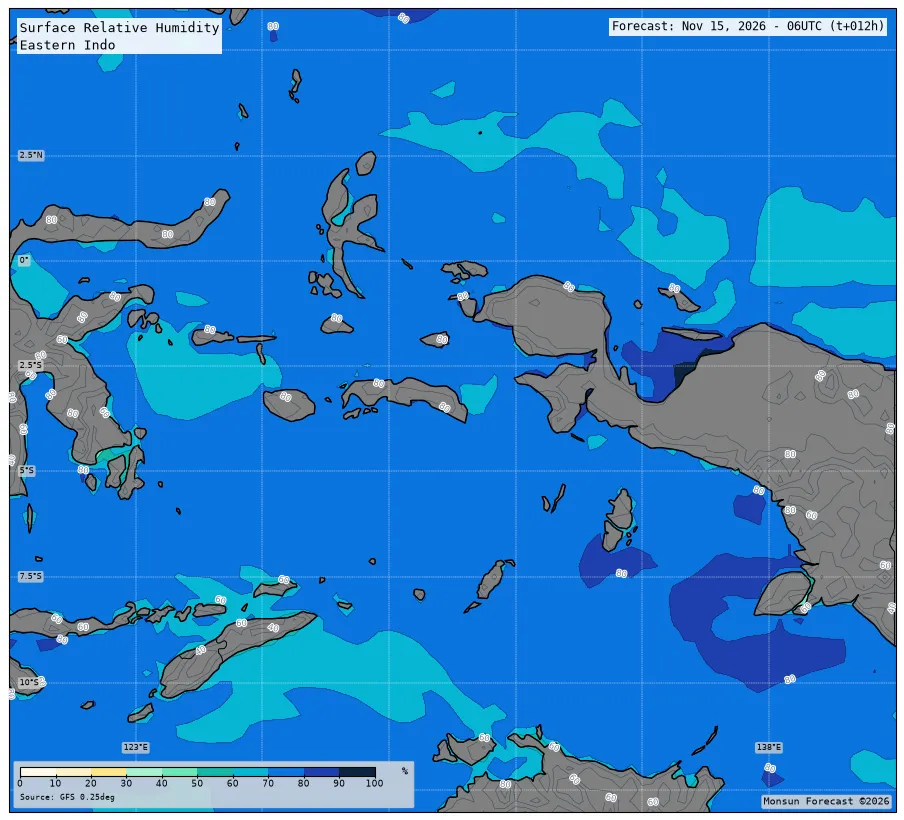 Surface Relative Humidity
Eastern Indo
Forecast: Nov 15, 2026 - 06UTC (t+012h)
2.5°N
0°
2.5°S
5°S
7.5°S
10°S
123°E
138°E
%
0 10 20 30 40 50 60 70 80 90 100
Source: GFS 0.25deg
Monsun Forecast ©2026